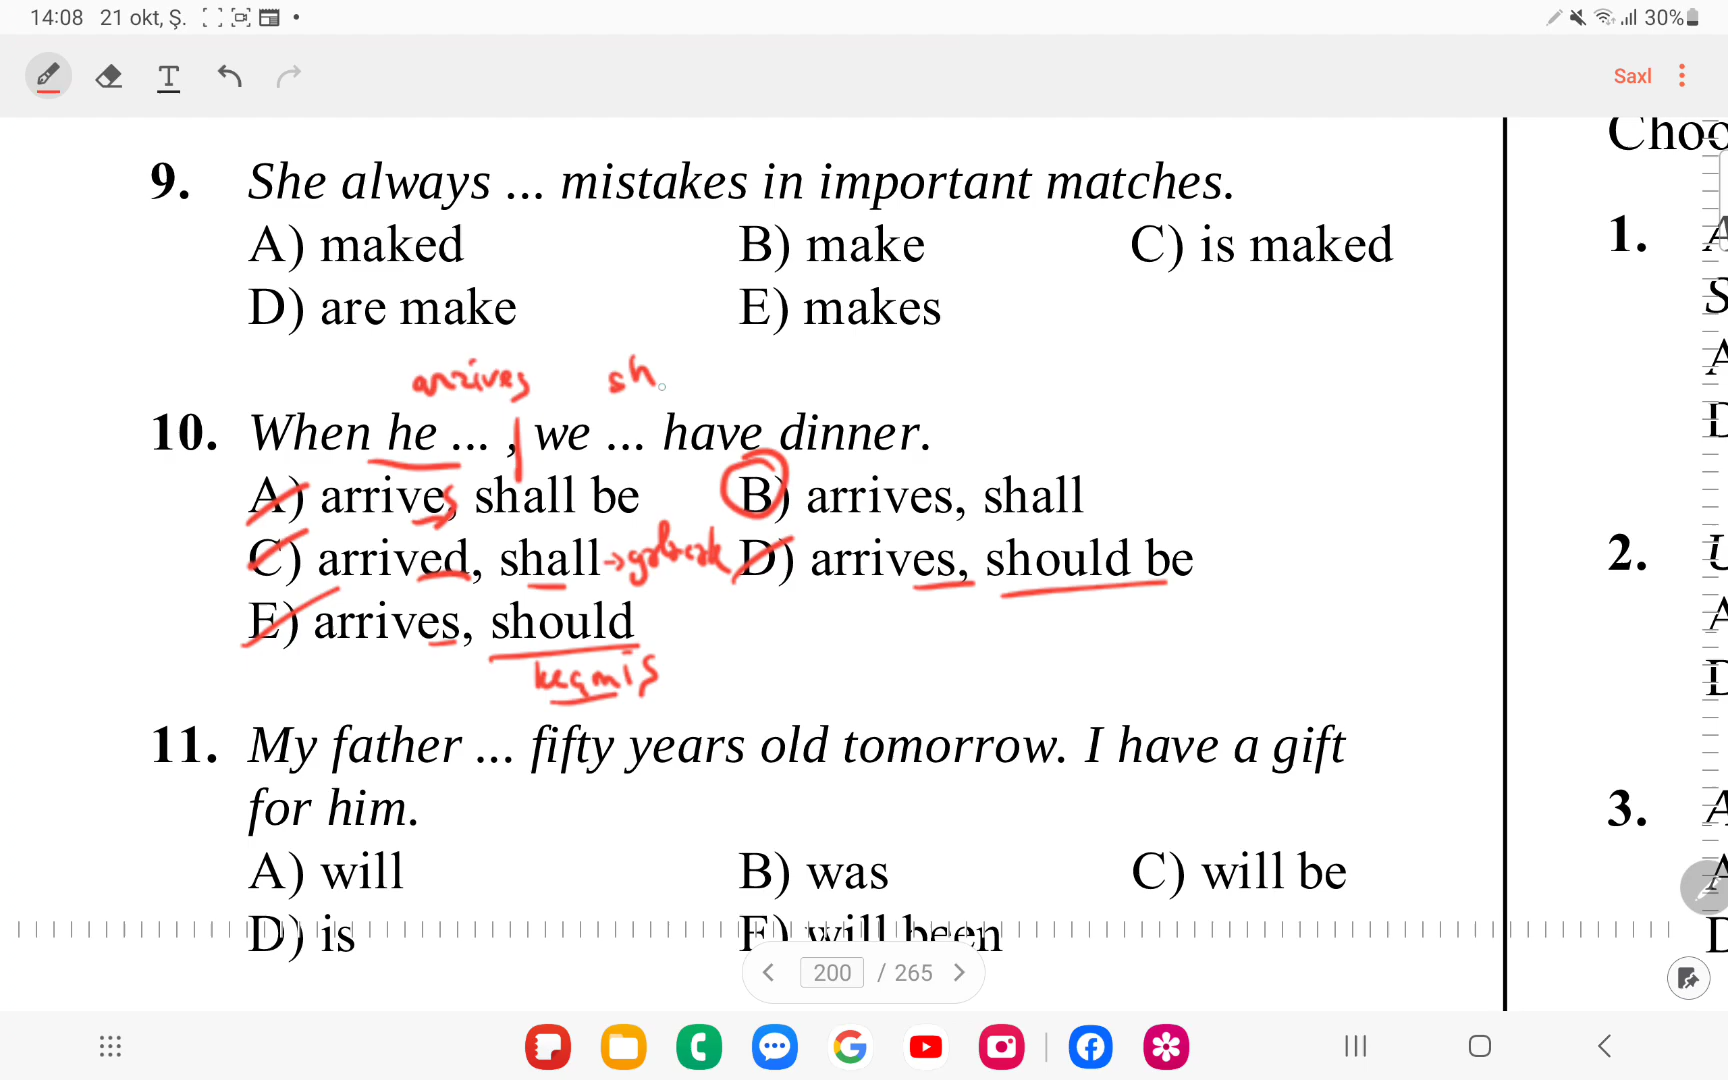 14:08 21 okt, Ş. 30%
T Saxl
9. She always ... mistakes in important matches.
A) maked B) make C) is maked
D) are make E) makes
arrives sh
10. When he ... , we ... have dinner.
A) arrive, shall be B) arrives, shall
s
C) arrived, shall D) arrives, should be
E) arrives, should
keçmiş
11. My father ... fifty years old tomorrow. I have a gift
for him.
A) will B) was C) will be
D) is E) will been
200 / 265
Choo
1. A
S
A
D
2. U
A
D
3. A
A
D